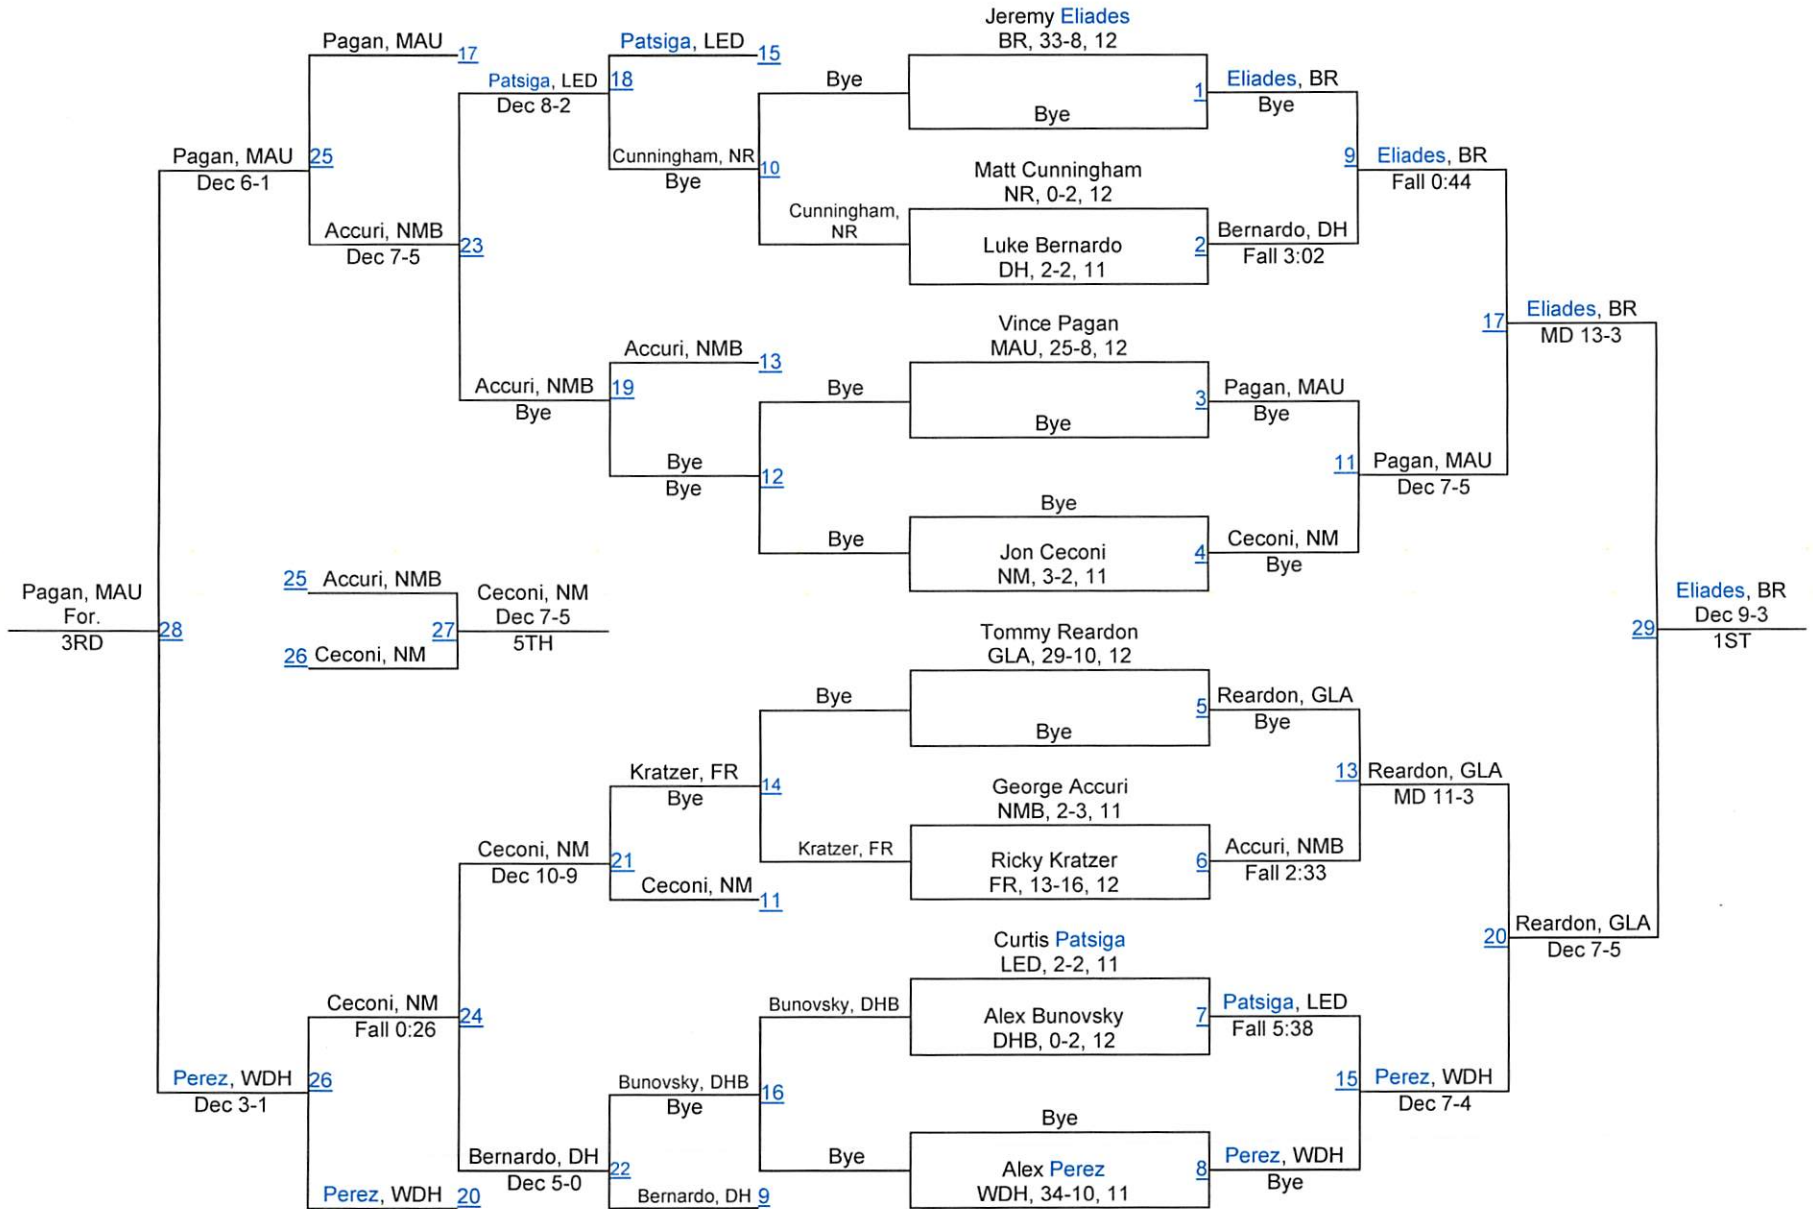 Jeremy Eliades
BR, 33-8, 12
Pagan, MAU
17
Patsiga, LED
15
Patsiga, LED
18
Dec 8-2
Bye
Bye
1
Eliades, BR
Bye
Pagan, MAU
25
Dec 6-1
Cunningham, NR
10
Bye
Matt Cunningham
NR, 0-2, 12
9
Eliades, BR
Fall 0:44
Accuri, NMB
23
Dec 7-5
Cunningham,
NR
Luke Bernardo
DH, 2-2, 11
2
Bernardo, DH
Fall 3:02
Vince Pagan
MAU, 25-8, 12
17
Eliades, BR
MD 13-3
Accuri, NMB
13
Accuri, NMB
19
Bye
Bye
Bye
3
Pagan, MAU
Bye
Bye
12
Bye
11
Pagan, MAU
Dec 7-5
Bye
Bye
Jon Ceconi
NM, 3-2, 11
4
Ceconi, NM
Bye
Pagan, MAU
For.
3RD
28
25
Accuri, NMB
27
26
Ceconi, NM
Ceconi, NM
Dec 7-5
5TH
29
Eliades, BR
Dec 9-3
1ST
Tommy Reardon
GLA, 29-10, 12
Bye
Bye
5
Reardon, GLA
Bye
Kratzer, FR
14
Bye
George Accuri
NMB, 2-3, 11
13
Reardon, GLA
MD 11-3
Ceconi, NM
21
Dec 10-9
Kratzer, FR
Ricky Kratzer
FR, 13-16, 12
6
Accuri, NMB
Fall 2:33
Ceconi, NM
11
Curtis Patsiga
LED, 2-2, 11
20
Reardon, GLA
Dec 7-5
Ceconi, NM
24
Fall 0:26
Bunovsky, DHB
Alex Bunovsky
DHB, 0-2, 12
7
Patsiga, LED
Fall 5:38
Perez, WDH
26
Dec 3-1
Bunovsky, DHB
16
Bye
15
Perez, WDH
Dec 7-4
Bernardo, DH
22
Dec 5-0
Bye
Bye
Alex Perez
WDH, 34-10, 11
8
Perez, WDH
Bye
Perez, WDH
20
Bernardo, DH
9